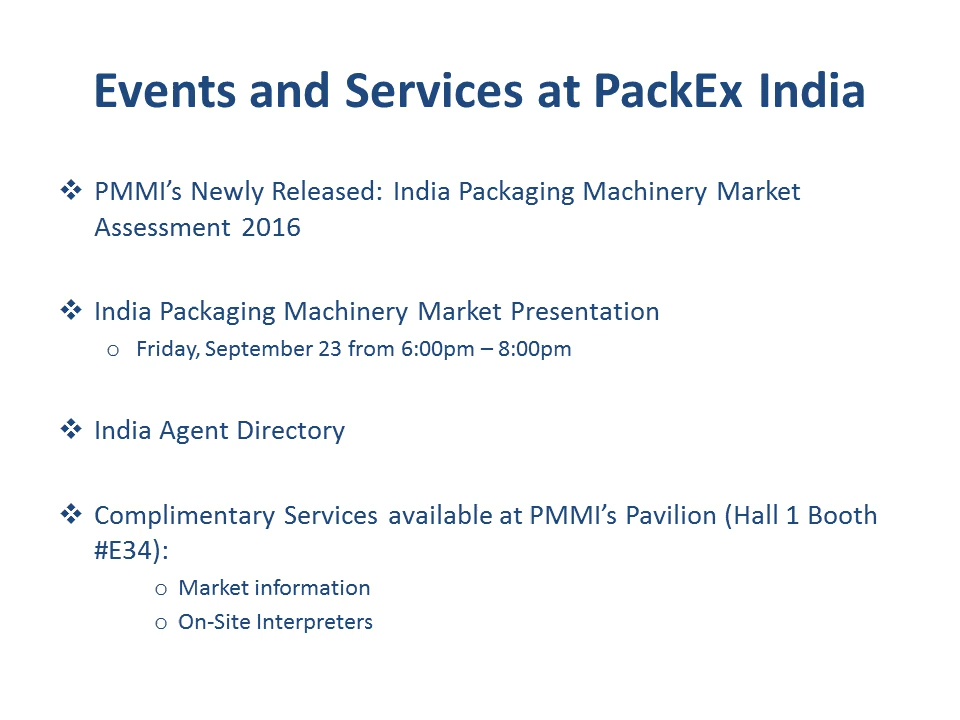 Events and Services at PackEx India
❖ PMMI’s Newly Released: India Packaging Machinery Market
Assessment 2016
❖ India Packaging Machinery Market Presentation
o Friday, September 23 from 6:00pm – 8:00pm
❖ India Agent Directory
❖ Complimentary Services available at PMMI’s Pavilion (Hall 1 Booth
#E34):
o Market information
o On-Site Interpreters